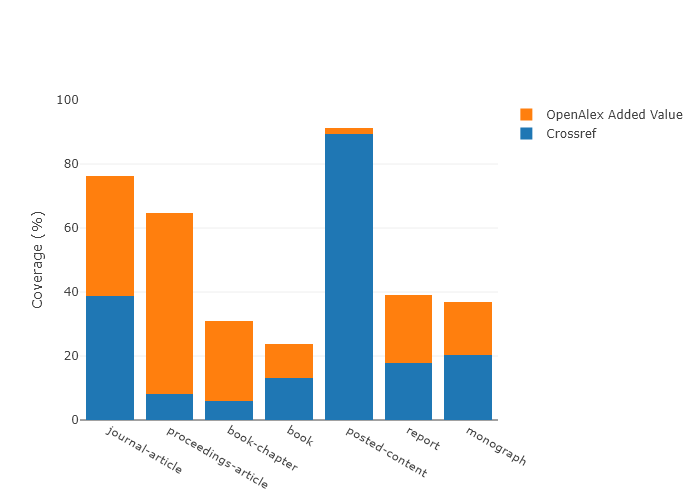 100
80
60
40
20
0
Coverage (%)
journal-article
proceedings-article
book-chapter
book
posted-content
report
monograph
OpenAlex Added Value
Crossref